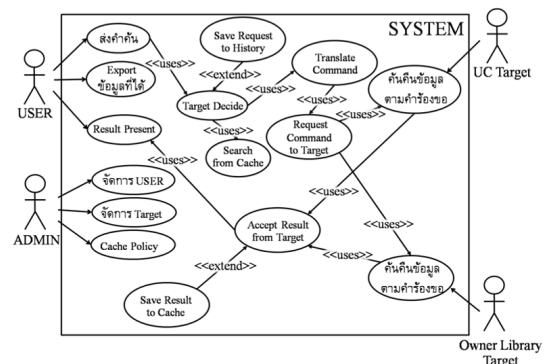 SYSTEM
ส่งคำค้น
Save Request
to History
Translate
Command
UC Target
<<uses>>
<<extend>>
<<uses>>
Export
ข้อมูลที่ได้
USER
Target Decide
<<uses>>
ค้นคืนข้อมูล
ตามคำร้องขอ
<<uses>>
Request
Command
to Target
<<uses>>
Result Present
Search
from Cache
<<uses>>
<<uses>>
จัดการ USER
<<uses>>
จัดการ Target
ADMIN
Cache Policy
Accept Result
from Target
<<uses>>
<<uses>>
<<extend>>
ค้นคืนข้อมูล
ตามคำร้องขอ
Save Result
to Cache
Owner Library
Target